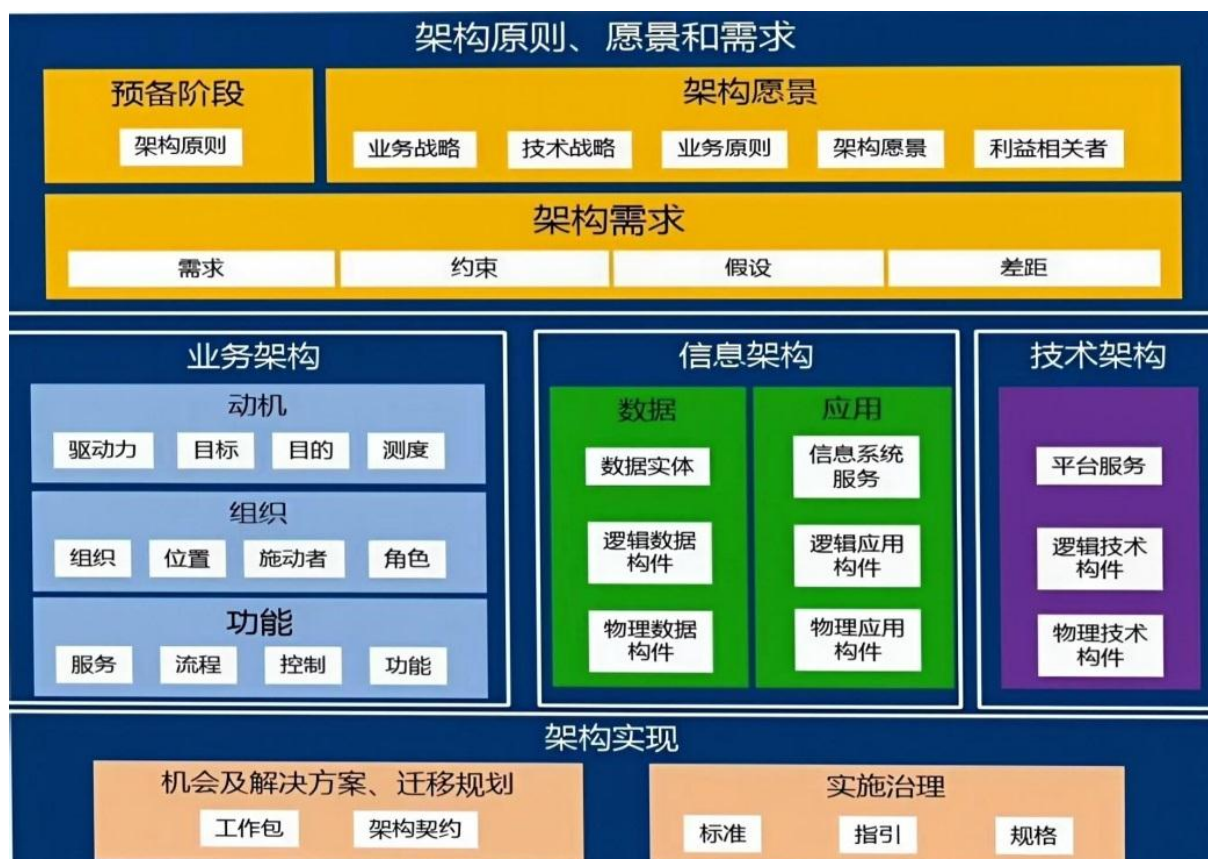 架构原则、愿景和需求
预备阶段
架构原则
架构愿景
业务战略 技术战略 业务原则 架构愿景 利益相关者
架构需求
需求 约束 假设 差距
业务架构
动机
驱动力 目标 目的 测度
组织
组织 位置 施动者 角色
功能
服务 流程 控制 功能
信息架构
数据
数据实体
逻辑数据
构件
物理数据
构件
应用
信息系统
服务
逻辑应用
构件
物理应用
构件
技术架构
平台服务
逻辑技术
构件
物理技术
构件
架构实现
机会及解决方案、迁移规划
工作包 架构契约
实施治理
标准 指引 规格